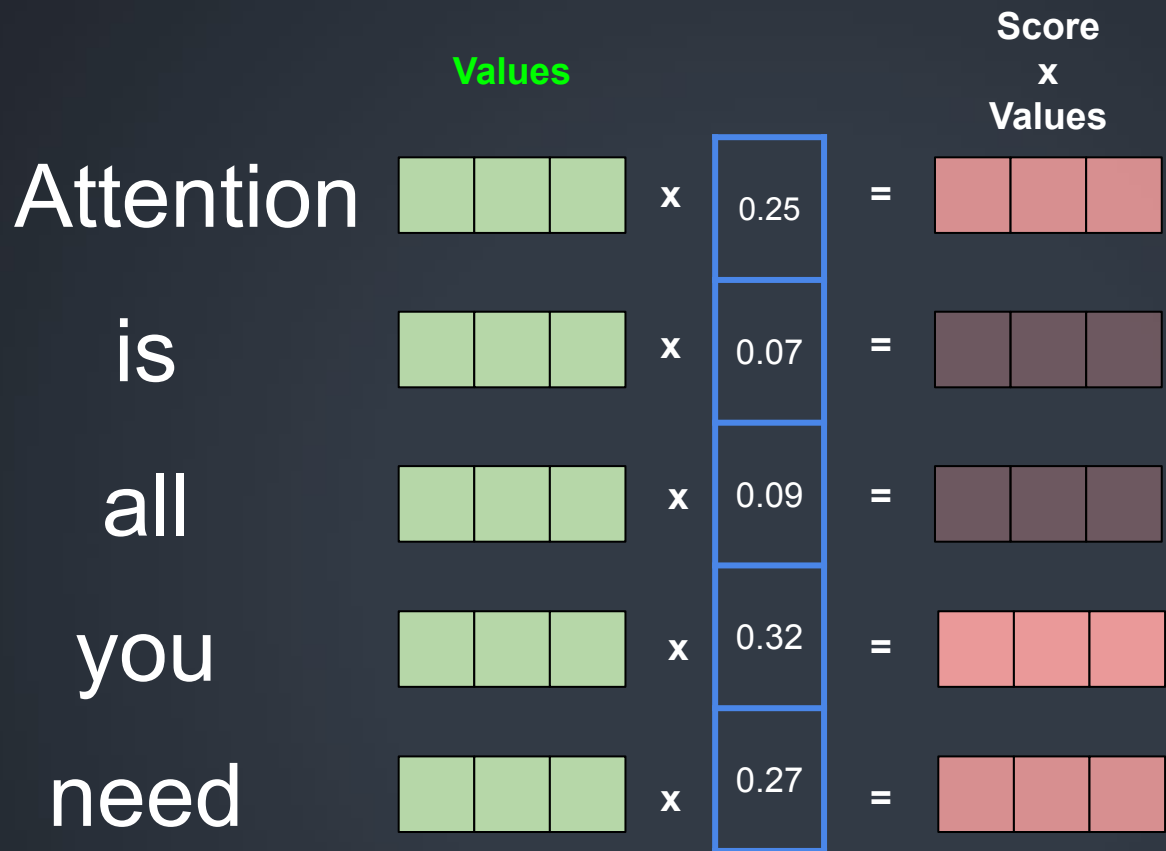 Values
Score
x
Values
Attention x 0.25 =
is x 0.07 =
all x 0.09 =
you x 0.32 =
need x 0.27 =